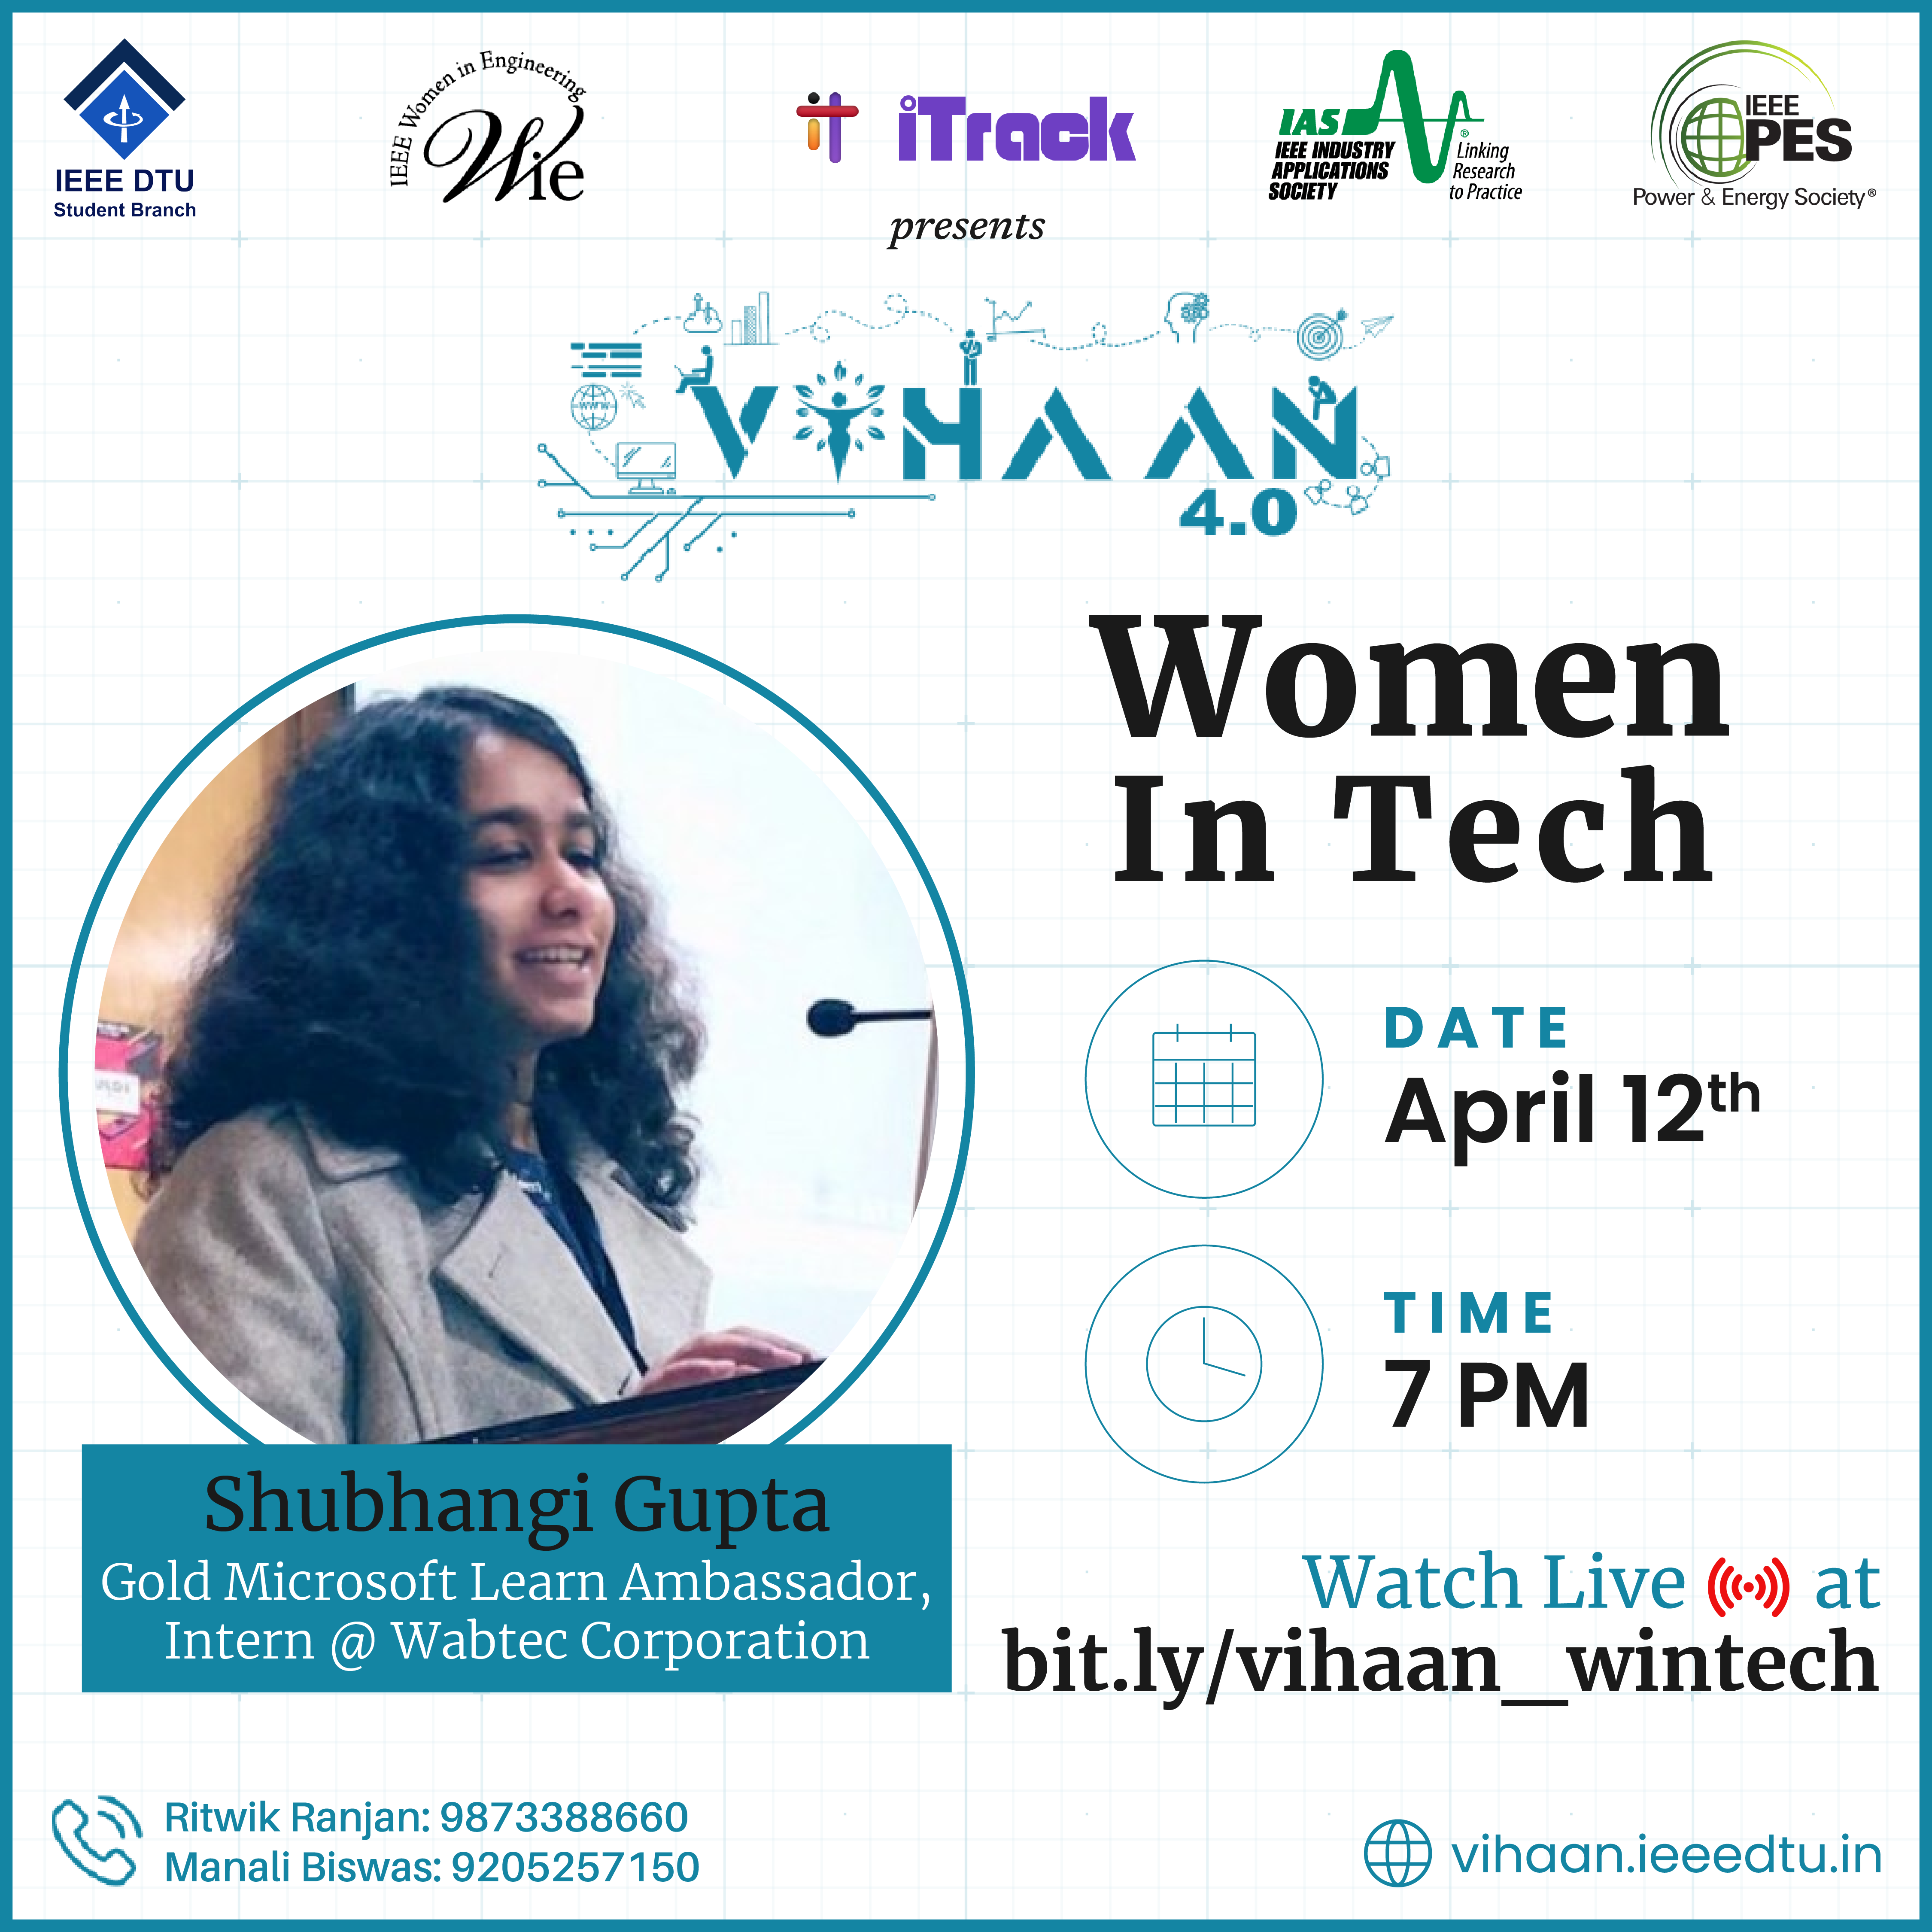 IEEE DTU
Student Branch
IEEE Women in Engineering
Wie
iTrack
presents
IAS
IEEE INDUSTRY
APPLICATIONS
SOCIETY
®
Linking
Research
to Practice
IEEE
PES
Power & Energy Society®
WWW
VIHAAN
4.0
Women
In Tech
DATE
April 12th
TIME
7 PM
Shubhangi Gupta
Gold Microsoft Learn Ambassador,
Intern @ Wabtec Corporation
Watch Live at
bit.ly/vihaan_wintech
Ritwik Ranjan: 9873388660
Manali Biswas: 9205257150
vihaan.ieeedtu.in